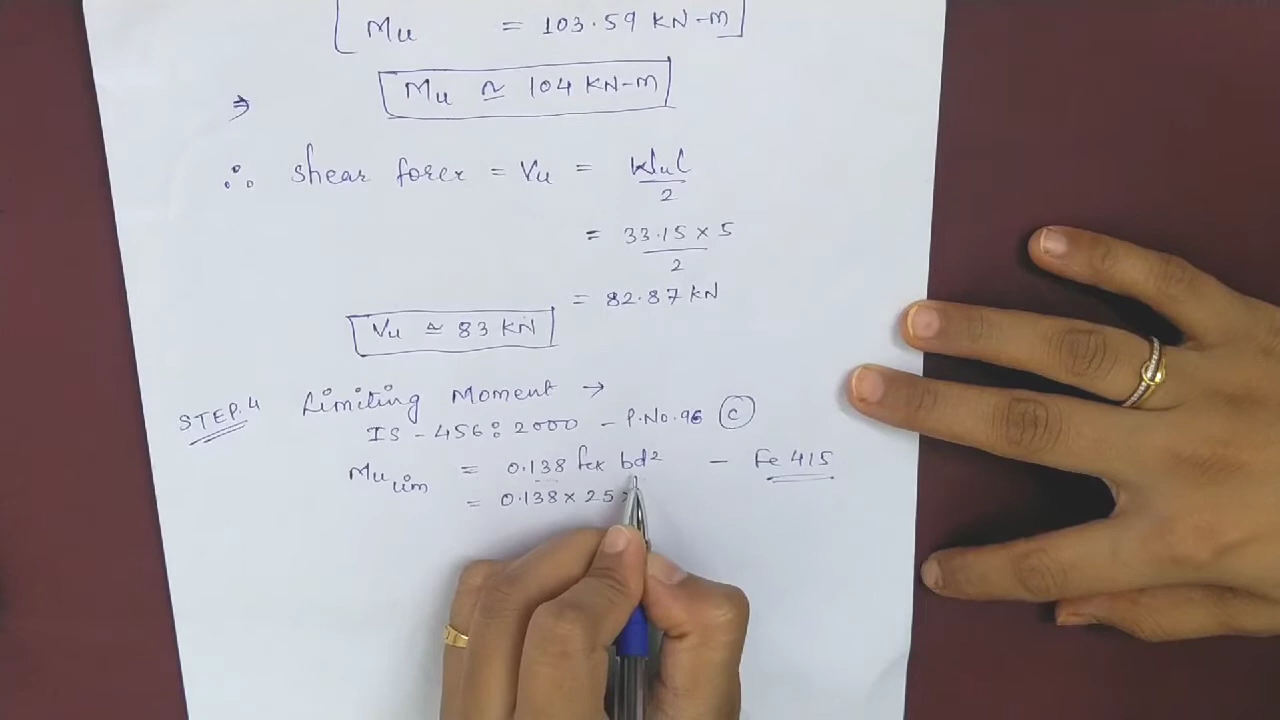 Mu = 103.59 KN-m
⇒ Mu ≃ 104 KN-m
∴ Shear force = Vu = Wul
2
= 33.15 × 5
2
= 82.87 KN
Vu ≃ 83 KN
STEP.4 Limiting Moment →
IS - 456: 2000 - P.No.96 C
Mu lim = 0.138 fck bd² - Fe 415
= 0.138 × 25 ×